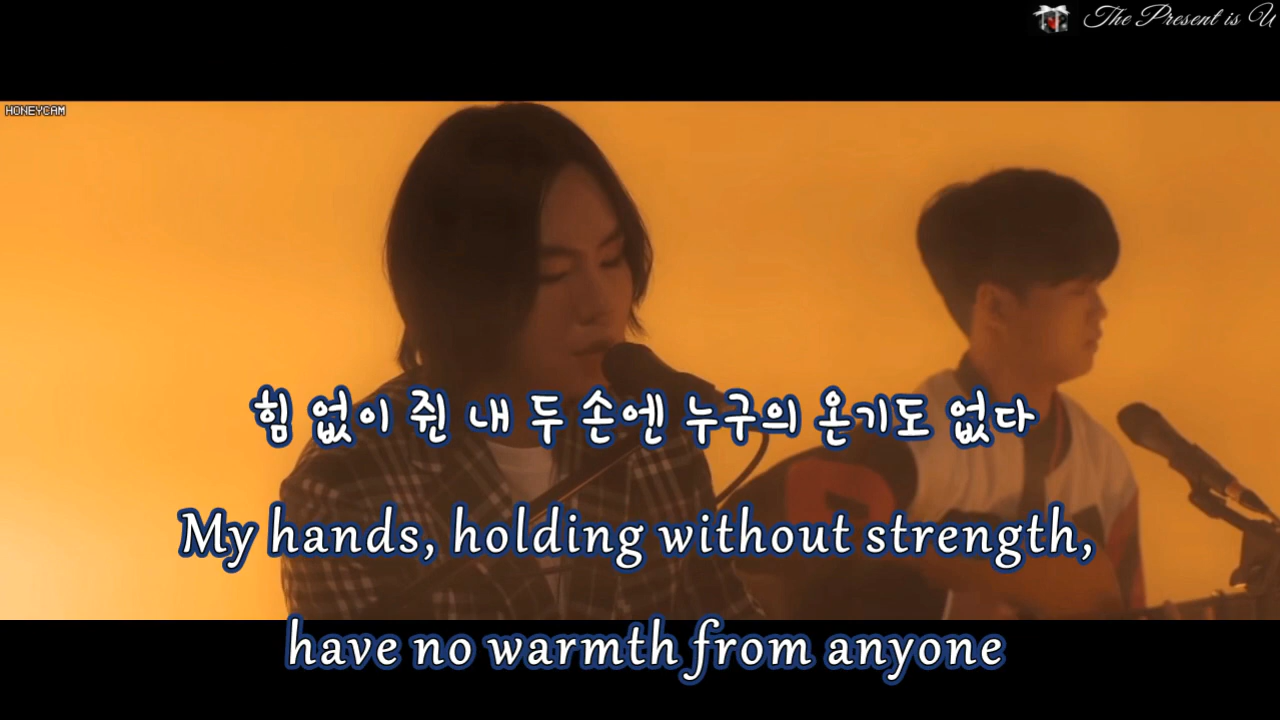 The Present is U
HONEYCAM
힘 없이 쥔 내 두 손엔 누구의 온기도 없다
My hands, holding without strength,
have no warmth from anyone